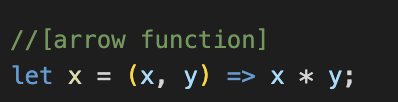 //[arrow function]
let x = (x, y) => x * y;